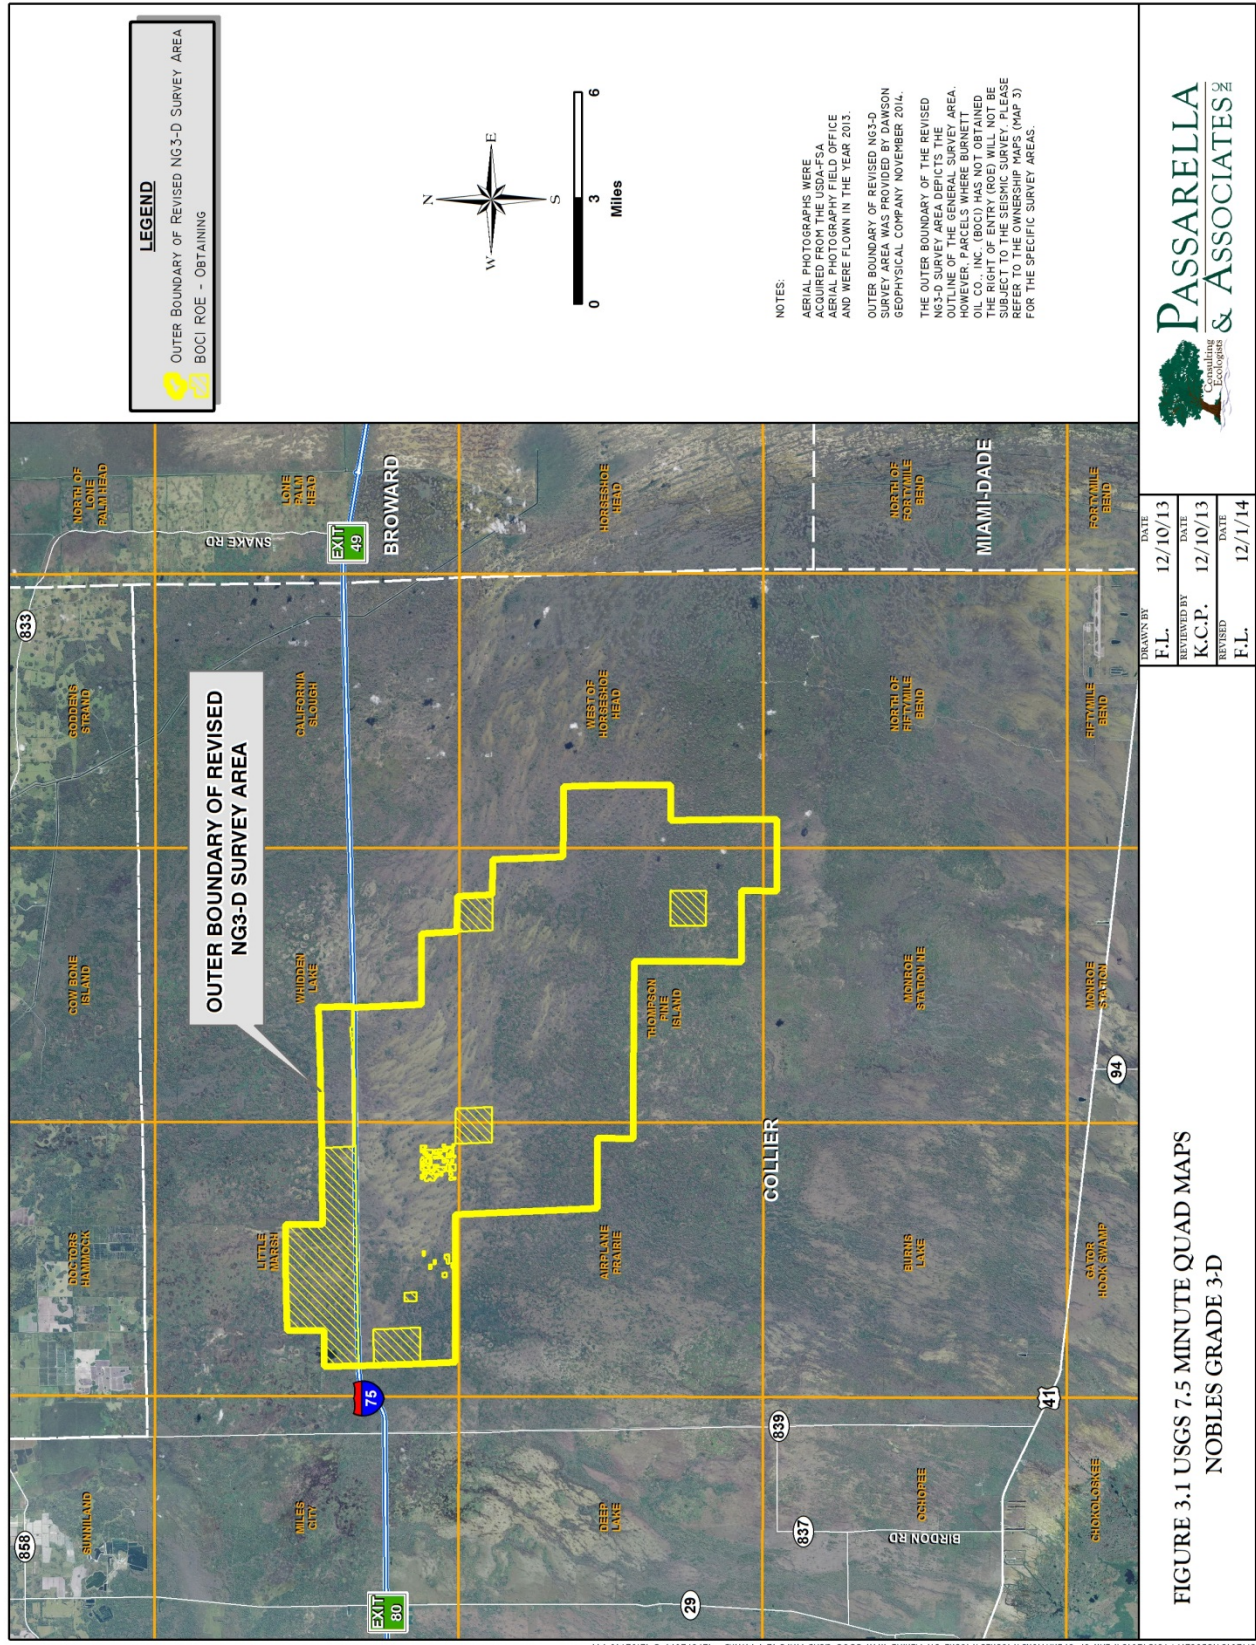 LEGEND
OUTER BOUNDARY OF REVISED NG3-D SURVEY AREA
BOCI ROE - OBTAINING
N
W
E
S
0
3
6
Miles
NOTES:
AERIAL PHOTOGRAPHS WERE
ACQUIRED FROM THE USDA-FSA
AERIAL PHOTOGRAPHY FIELD OFFICE
AND WERE FLOWN IN THE YEAR 2013.
OUTER BOUNDARY OF REVISED NG3-D
SURVEY AREA WAS PROVIDED BY DAWSON
GEOPHYSICAL COMPANY NOVEMBER 2014.
THE OUTER BOUNDARY OF THE REVISED
NG3-D SURVEY AREA DEPICTS THE
OUTLINE OF THE GENERAL SURVEY AREA.
HOWEVER, PARCELS WHERE BURNETT
OIL CO., INC. (BOCI) HAS NOT OBTAINED
THE RIGHT OF ENTRY (ROE) WILL NOT BE
SUBJECT TO THE SEISMIC SURVEY. PLEASE
REFER TO THE OWNERSHIP MAPS (MAP 3)
FOR THE SPECIFIC SURVEY AREAS.
858
SUNNILAND
DOCTORS
HAMMOCK
COW BONE
ISLAND
GODDENS
STRAND
833
NORTH OF
LONE
PALM HEAD
OUTER BOUNDARY OF REVISED
NG3-D SURVEY AREA
SNAKE RD
MILES
CITY
LITTLE
MARSH
WHIDDEN
LAKE
CALIFORNIA
SLOUGH
LONE
PALM
HEAD
EXIT
80
75
EXIT
49
BROWARD
DEEP
LAKE
AIRPLANE
PRAIRIE
THOMPSON
PINE
ISLAND
WEST OF
HORSESHOE
HEAD
HORSESHOE
HEAD
29
COLLIER
839
837
BIRDON RD
OCHOPEE
BURNS
LAKE
MONROE
STATION NE
NORTH OF
FIFTYMILE
BEND
NORTH OF
FORTYMILE
BEND
MIAMI-DADE
41
94
CHOKOLOSKEE
GATOR
HOOK SWAMP
MONROE
STATION
FIFTYMILE
BEND
FORTYMILE
BEND
FIGURE 3.1 USGS 7.5 MINUTE QUAD MAPS
NOBLES GRADE 3-D
DRAWN BY DATE
F.L. 12/10/13
REVIEWED BY DATE
K.C.P. 12/10/13
REVISED DATE
F.L. 12/1/14
Consulting
Ecologists
PASSARELLA
& ASSOCIATES INC